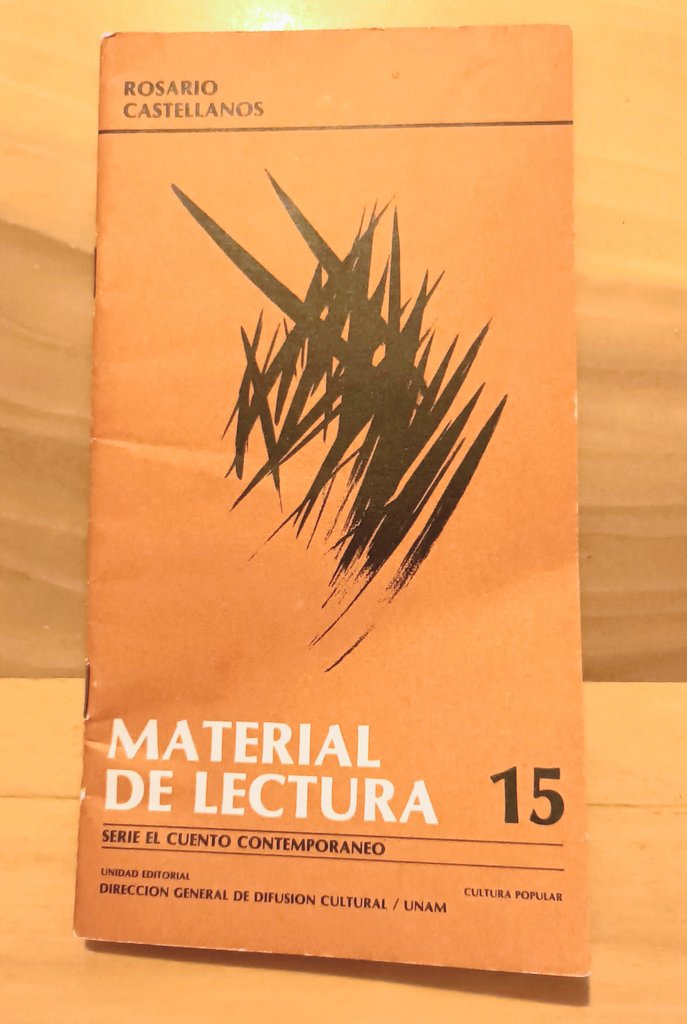 ROSARIO
CASTELLANOS
MATERIAL
DE LECTURA
15
SERIE EL CUENTO CONTEMPORANEO
UNIDAD EDITORIAL
DIRECCION GENERAL DE DIFUSION CULTURAL / UNAM
CULTURA POPULAR